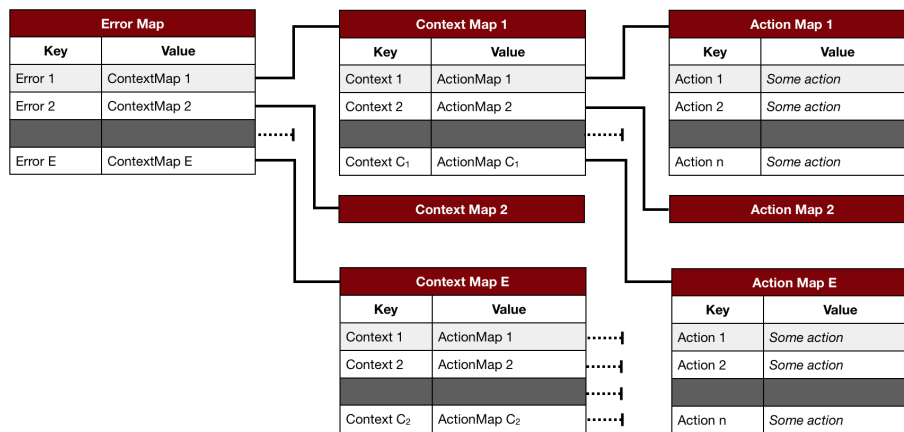 Error Map
Key Value
Error 1 ContextMap 1
Error 2 ContextMap 2
Error E ContextMap E
Context Map 1
Key Value
Context 1 ActionMap 1
Context 2 ActionMap 2
Context C₁ ActionMap C₁
Action Map 1
Key Value
Action 1 Some action
Action 2 Some action
Action n Some action
Context Map 2
Action Map 2
Context Map E
Key Value
Context 1 ActionMap 1
Context 2 ActionMap 2
Context C₂ ActionMap C₂
Action Map E
Key Value
Action 1 Some action
Action 2 Some action
Action n Some action